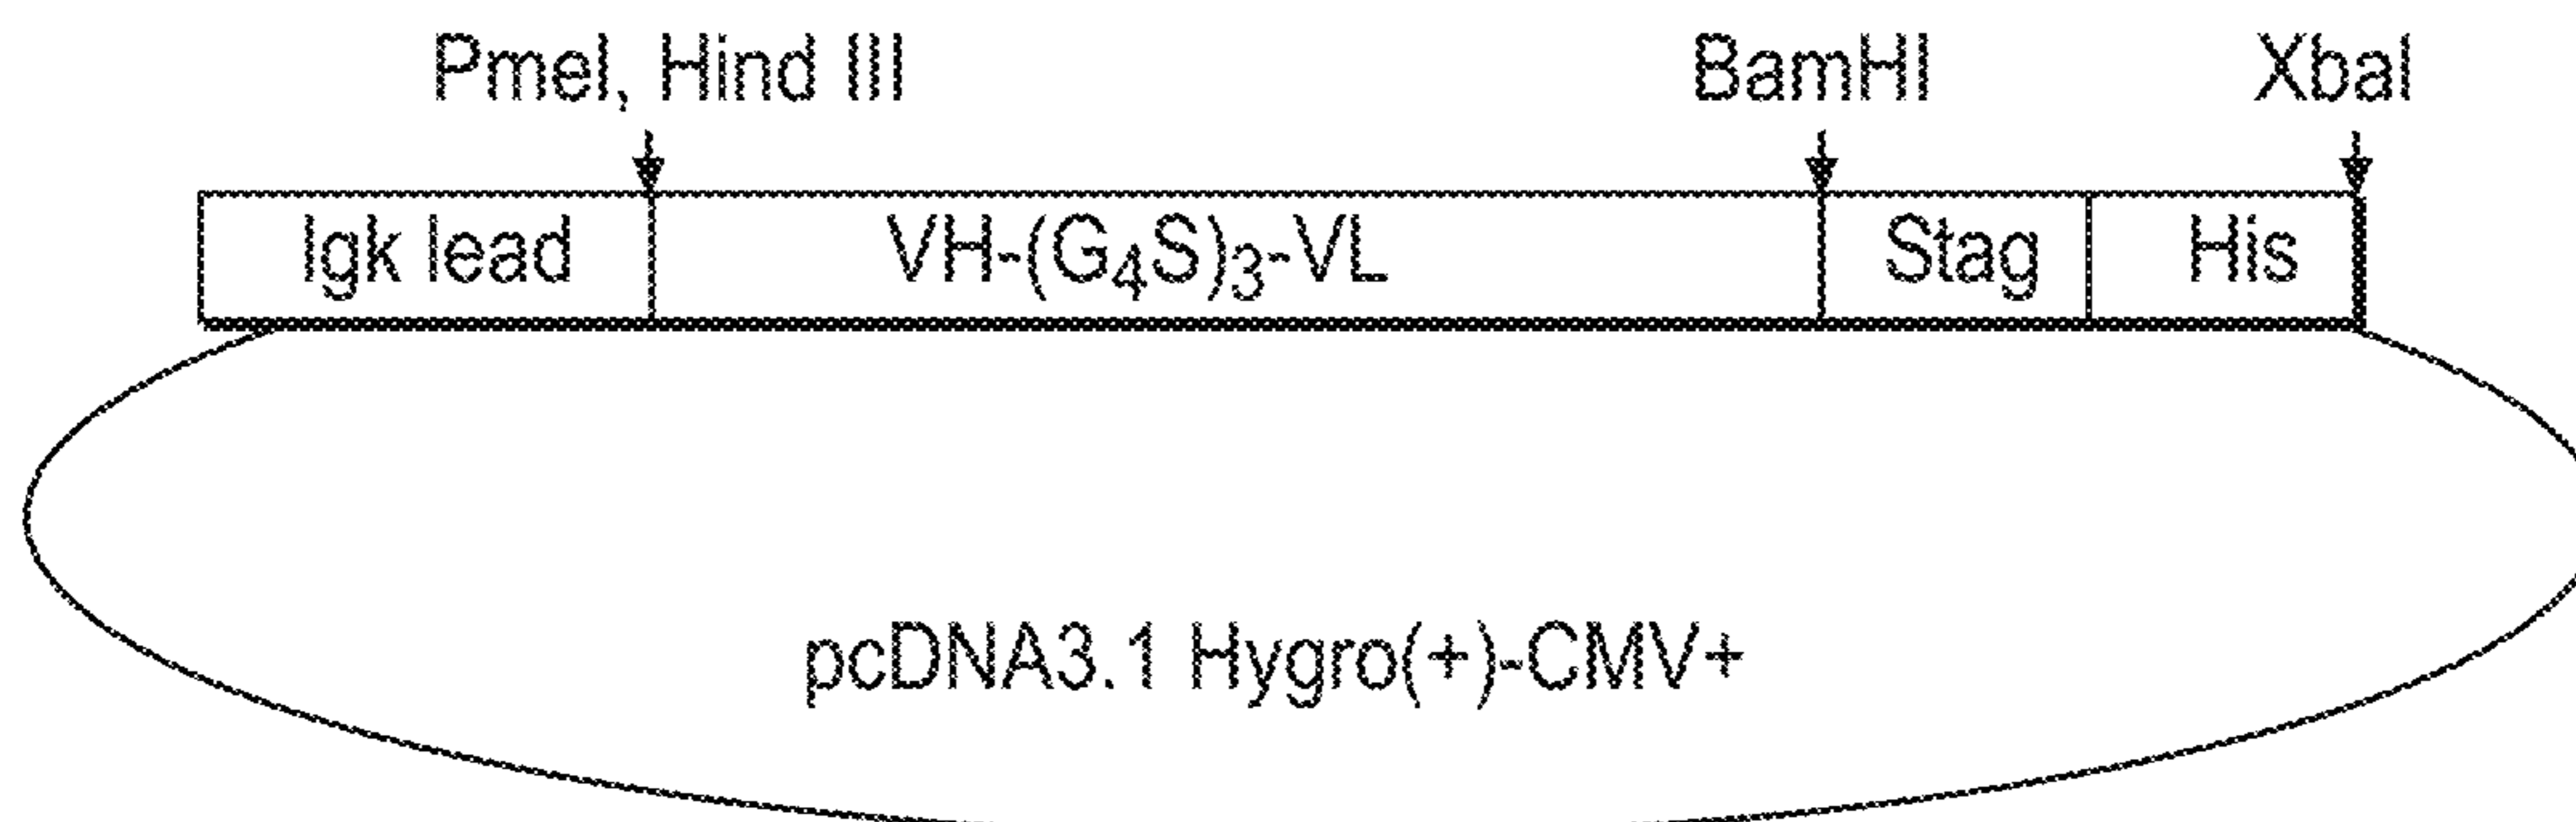 PmeI, Hind III BamHI XbaI
Igk lead VH-(G₄S)₃-VL Stag His
pcDNA3.1 Hygro(+)-CMV+